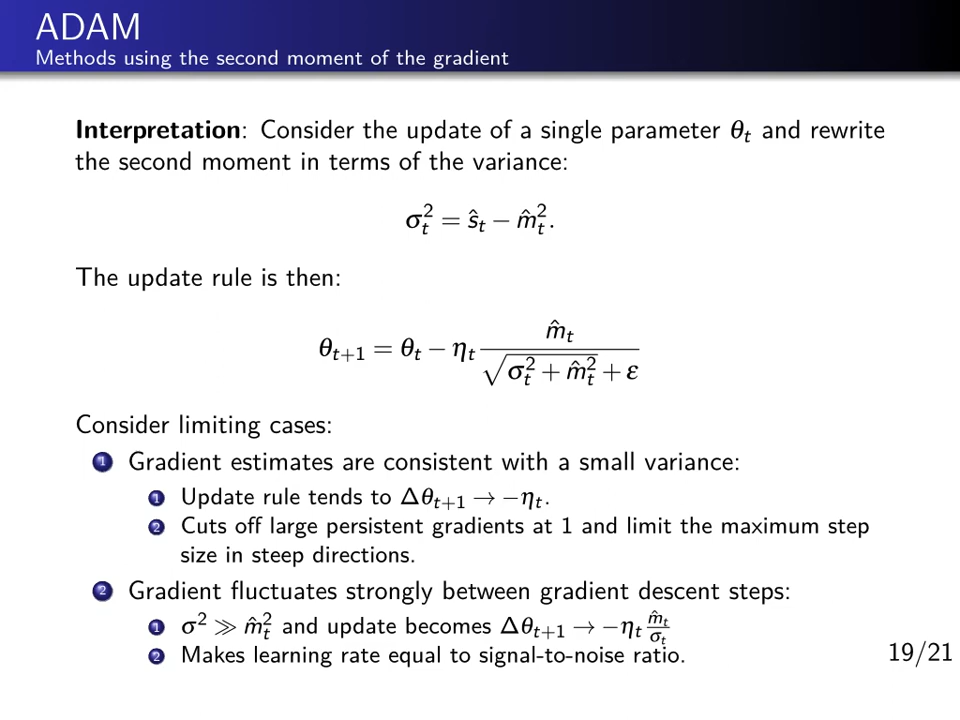 ADAM
Methods using the second moment of the gradient
Interpretation: Consider the update of a single parameter θ_t and rewrite
the second moment in terms of the variance:
σ_t^2 = ŝ_t − m̂_t^2.
The update rule is then:
θ_{t+1} = θ_t − η_t \frac{m̂_t}{\sqrt{σ_t^2 + m̂_t^2} + ε}
Consider limiting cases:
1 Gradient estimates are consistent with a small variance:
1 Update rule tends to Δθ_{t+1} → −η_t.
2 Cuts off large persistent gradients at 1 and limit the maximum step
size in steep directions.
2 Gradient fluctuates strongly between gradient descent steps:
1 σ^2 ≫ m̂_t^2 and update becomes Δθ_{t+1} → −η_t \frac{m̂_t}{σ_t}
2 Makes learning rate equal to signal-to-noise ratio.
19/21